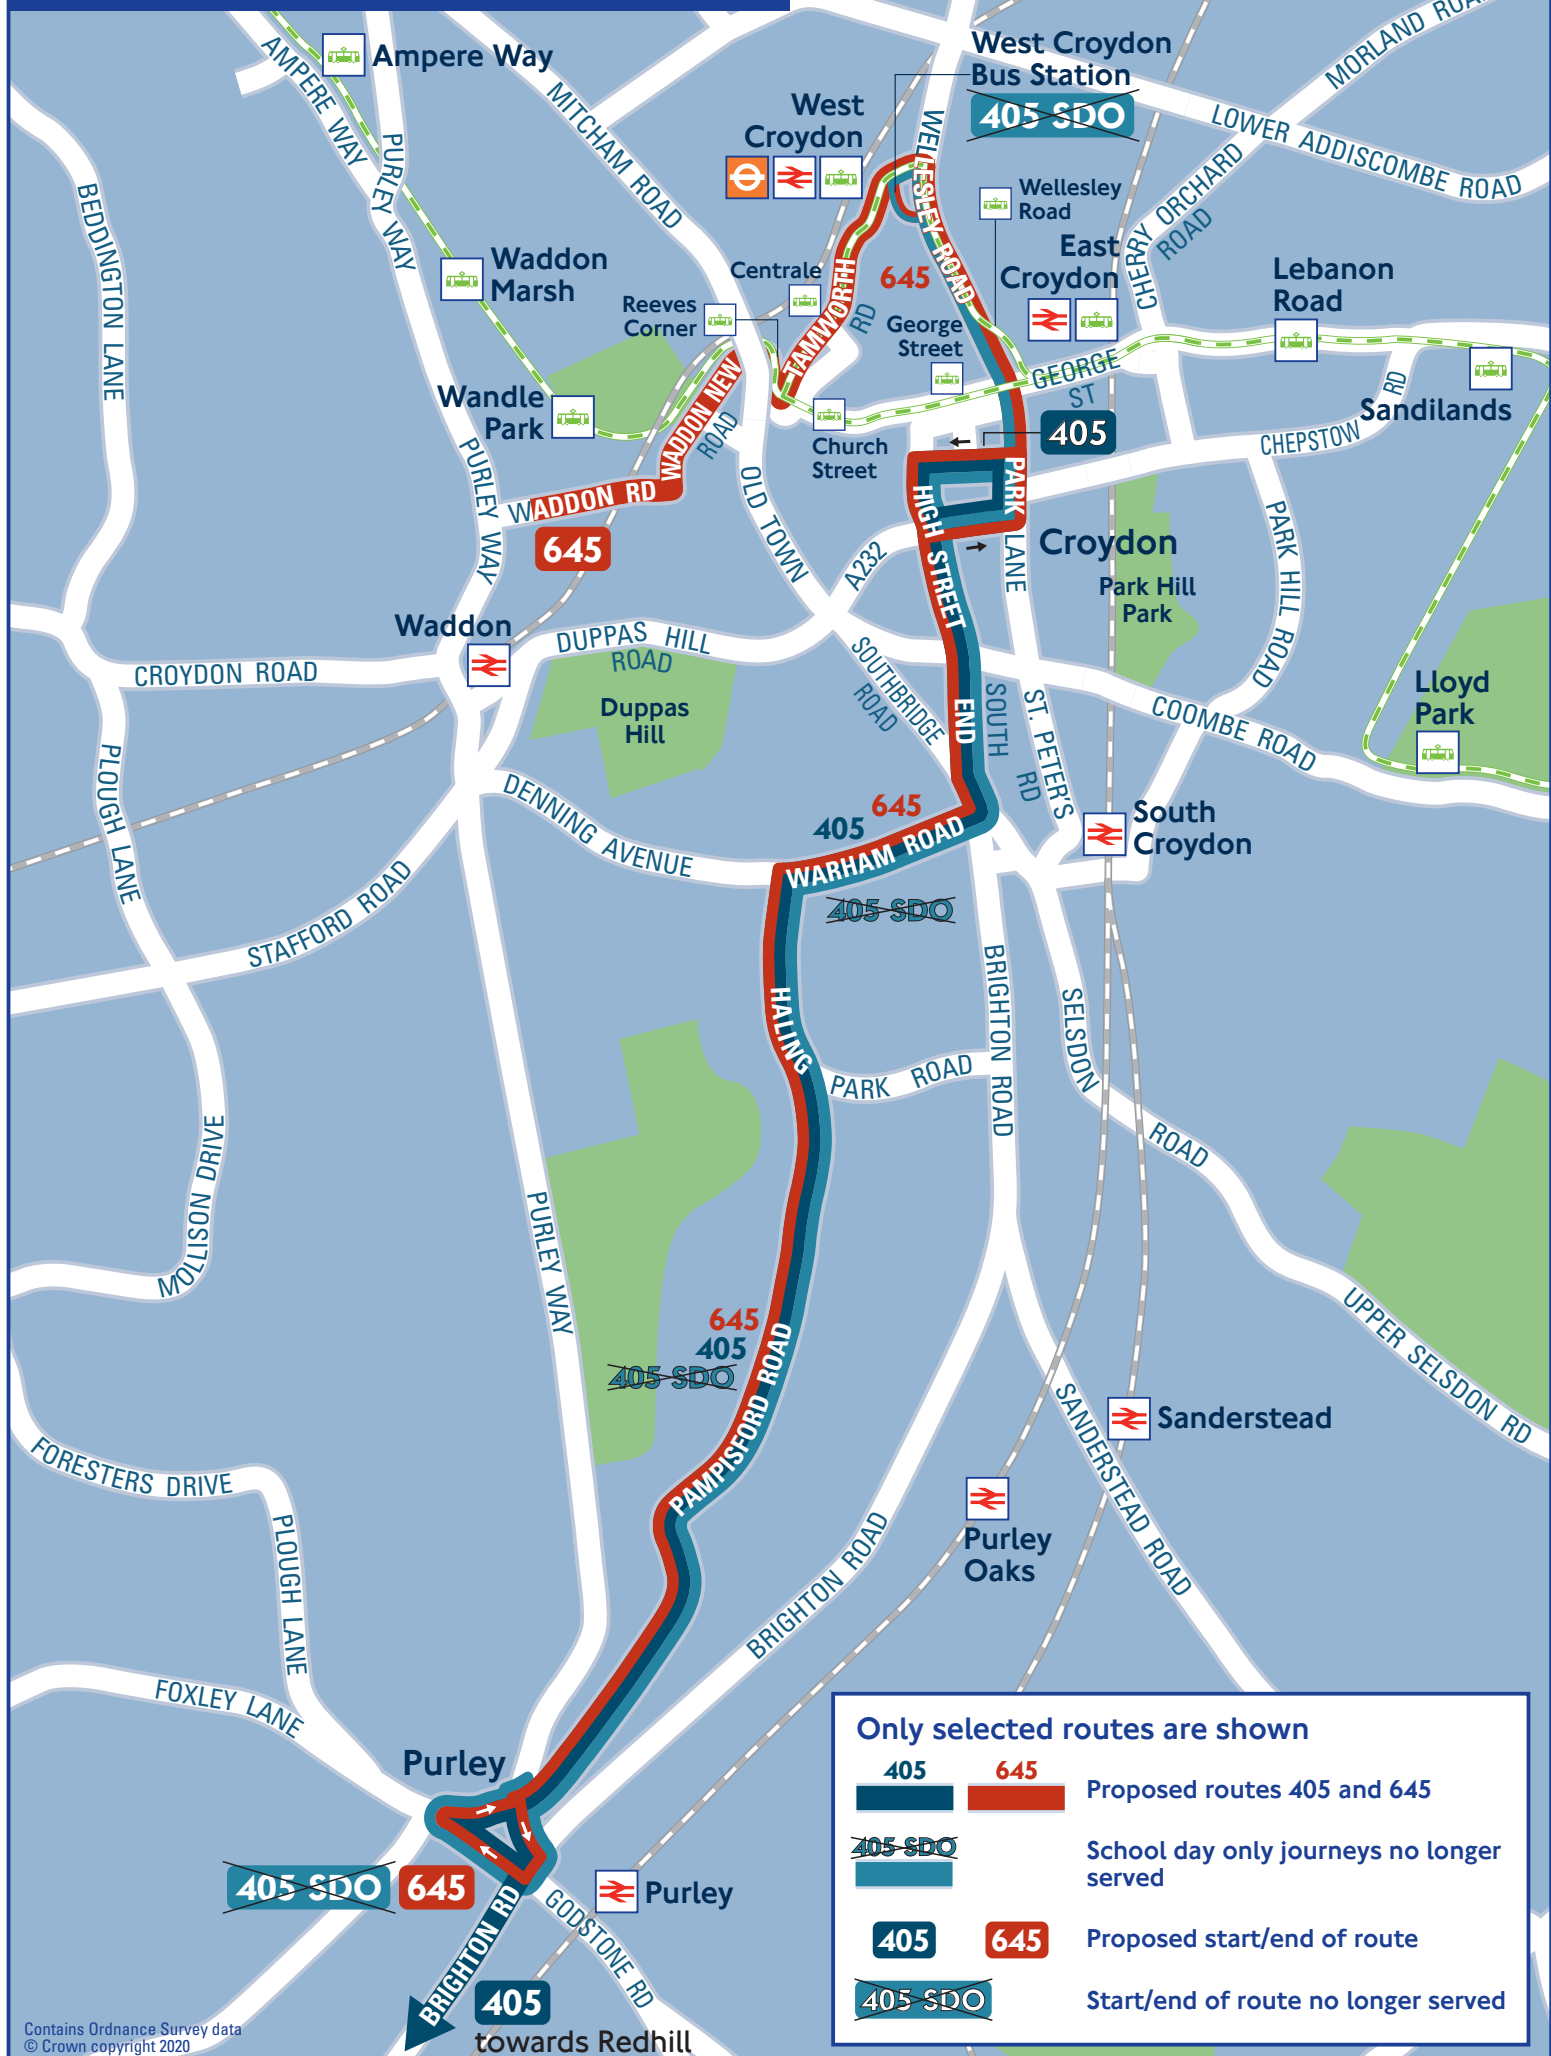 Ampere Way
AMPERE WAY
PURLEY WAY
MITCHAM ROAD
West Croydon
Bus Station
405 SDO
West
Croydon
WELLESLEY ROAD
MORLAND ROA
LOWER ADDISCOMBE ROAD
CHERRY ORCHARD
ROAD
Wellesley
Road
East
Croydon
Lebanon
Road
BEDDINGTON LANE
Waddon
Marsh
Centrale
Reeves
Corner
TAMWORTH
RD
645
George
Street
GEORGE
ST
Sandilands
Wandle
Park
WADDON NEW
ROAD
Church
Street
405
CHEPSTOW
RD
PURLEY WAY
WADDON RD
645
OLD TOWN
A232
HIGH STREET
PARK
LANE
Croydon
Park Hill
Park
PARK HILL ROAD
Waddon
CROYDON ROAD
DUPPAS HILL
ROAD
Duppas
Hill
SOUTHBRIDGE
ROAD
SOUTH
END
ST. PETER'S
RD
COOMBE ROAD
Lloyd
Park
PLOUGH LANE
DENNING AVENUE
645
405
WARHAM ROAD
405 SDO
South
Croydon
STAFFORD ROAD
HALING
PARK ROAD
BRIGHTON ROAD
SELSDON
ROAD
MOLLISON DRIVE
PURLEY WAY
645
405
405 SDO
PAMPISFORD ROAD
UPPER SELSDON RD
Sanderstead
SANDERSTEAD ROAD
Purley
Oaks
FORESTERS DRIVE
PLOUGH LANE
BRIGHTON ROAD
FOXLEY LANE
Purley
405 SDO
645
Purley
BRIGHTON RD
GODSTONE RD
405
towards Redhill
Only selected routes are shown
405
645
Proposed routes 405 and 645
405 SDO
School day only journeys no longer
served
405
645
Proposed start/end of route
405 SDO
Start/end of route no longer served
Contains Ordnance Survey data
© Crown copyright 2020